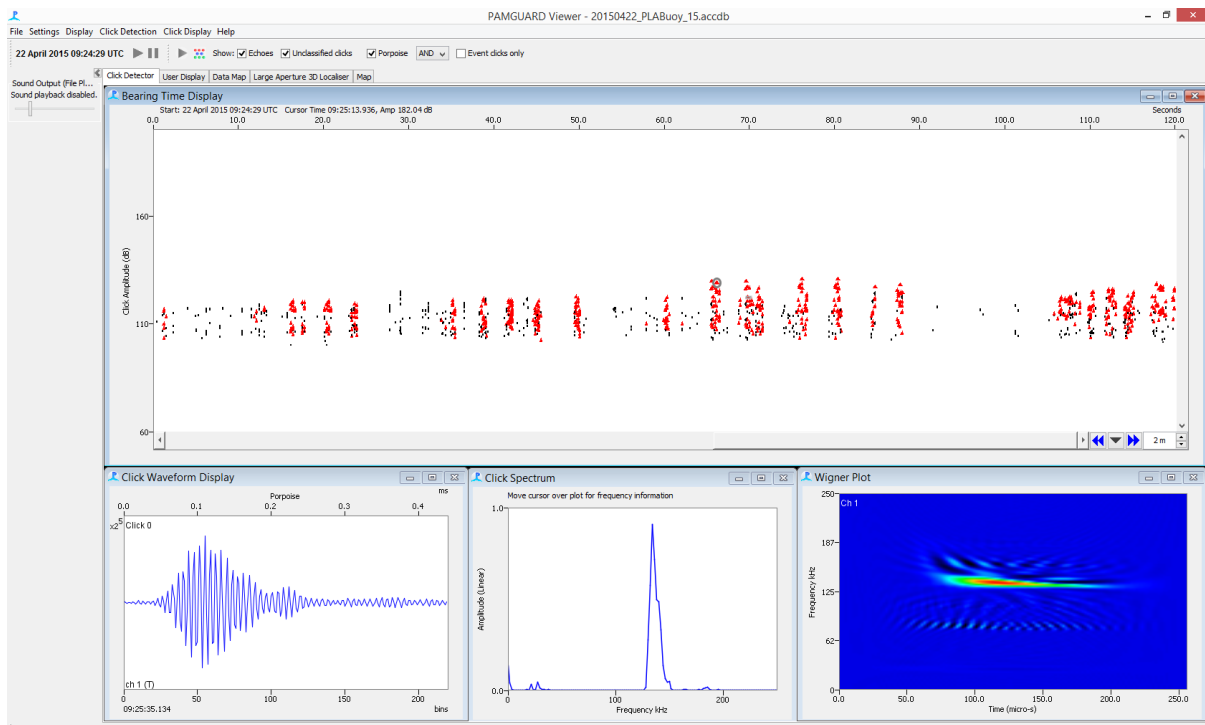 PAMGUARD Viewer - 20150422_PLABuoy_15.accdb
File Settings Display Click Detection Click Display Help
22 April 2015 09:24:29 UTC Show: Echoes Unclassified clicks Porpoise AND Event clicks only
Sound Output (File Pl...
Sound playback disabled.
Click Detector User Display Data Map Large Aperture 3D Localiser Map
Bearing Time Display
Start: 22 April 2015 09:24:29 UTC Cursor Time 09:25:13.936, Amp 182.04 dB Seconds
0.0 10.0 20.0 30.0 40.0 50.0 60.0 70.0 80.0 90.0 100.0 110.0 120.0
160
Click Amplitude (dB)
110
60
2 m
Click Waveform Display
ms
Porpoise
0.0 0.1 0.2 0.3 0.4
x2^5 Click 0
ch 1 (T)
0 50 100 150 200
09:25:35.134 bins
Click Spectrum
Move cursor over plot for frequency information
1.0
Amplitude (Linear)
0.0
0 100 200
Frequency kHz
Wigner Plot
250
Ch 1
187
Frequency kHz
125
62
0
50.0 100.0 150.0 200.0 250.0
Time (micro-s)